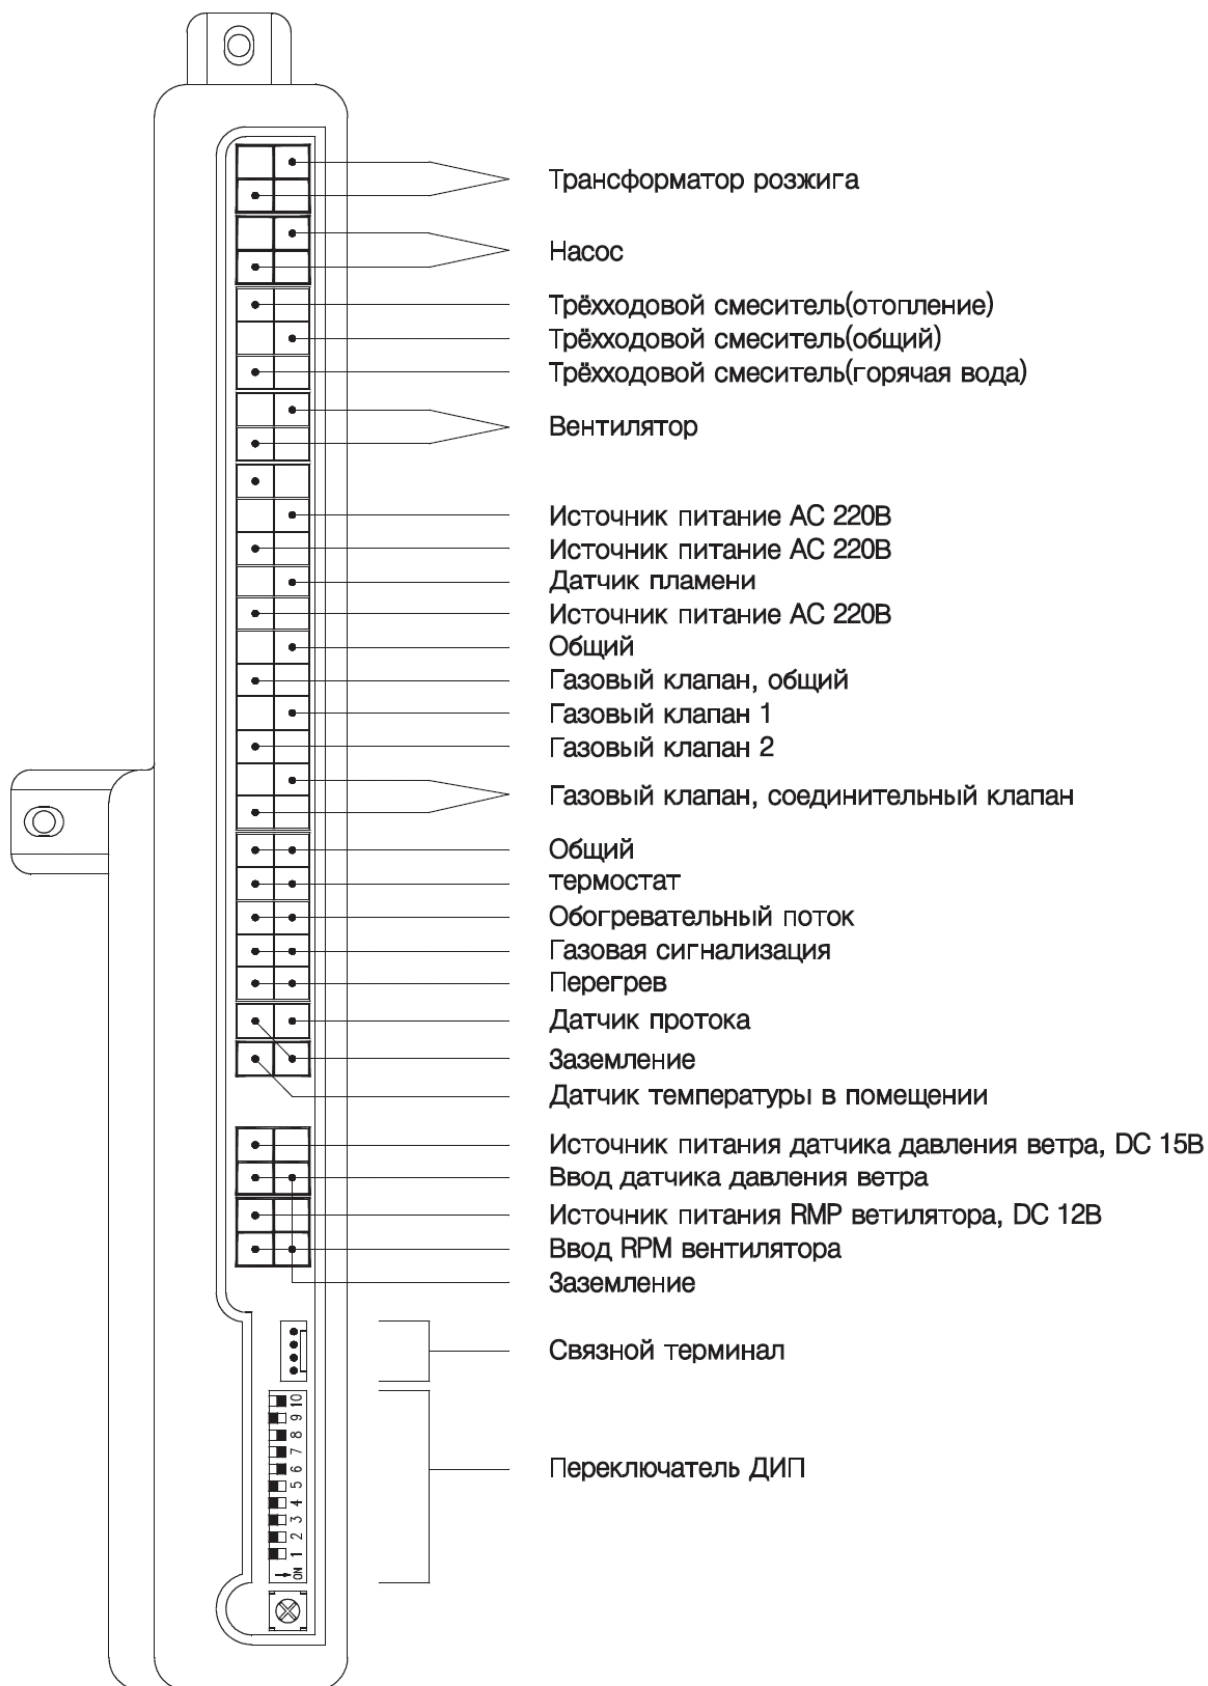 Трансформатор розжига
Насос
Трёхходовой смеситель(отопление)
Трёхходовой смеситель(общий)
Трёхходовой смеситель(горячая вода)
Вентилятор
Источник питание AC 220В
Источник питание AC 220В
Датчик пламени
Источник питание AC 220В
Общий
Газовый клапан, общий
Газовый клапан 1
Газовый клапан 2
Газовый клапан, соединительный клапан
Общий
термостат
Обогревательный поток
Газовая сигнализация
Перегрев
Датчик протока
Заземление
Датчик температуры в помещении
Источник питания датчика давления ветра, DC 15В
Ввод датчика давления ветра
Источник питания RMP ветилятора, DC 12В
Ввод RPM вентилятора
Заземление
Связной терминал
Переключатель ДИП
→ ON 1 2 3 4 5 6 7 8 9 10